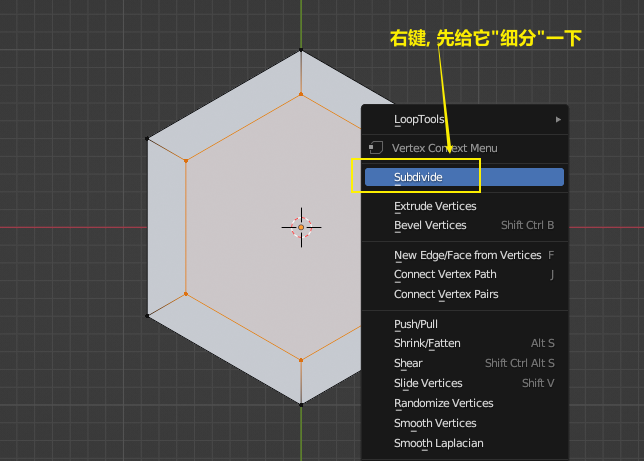 右键, 先给它"细分"一下
LoopTools
Vertex Context Menu
Subdivide
Extrude Vertices
Bevel Vertices Shift Ctrl B
New Edge/Face from Vertices F
Connect Vertex Path J
Connect Vertex Pairs
Push/Pull
Shrink/Fatten Alt S
Shear Shift Ctrl Alt S
Slide Vertices Shift V
Randomize Vertices
Smooth Vertices
Smooth Laplacian